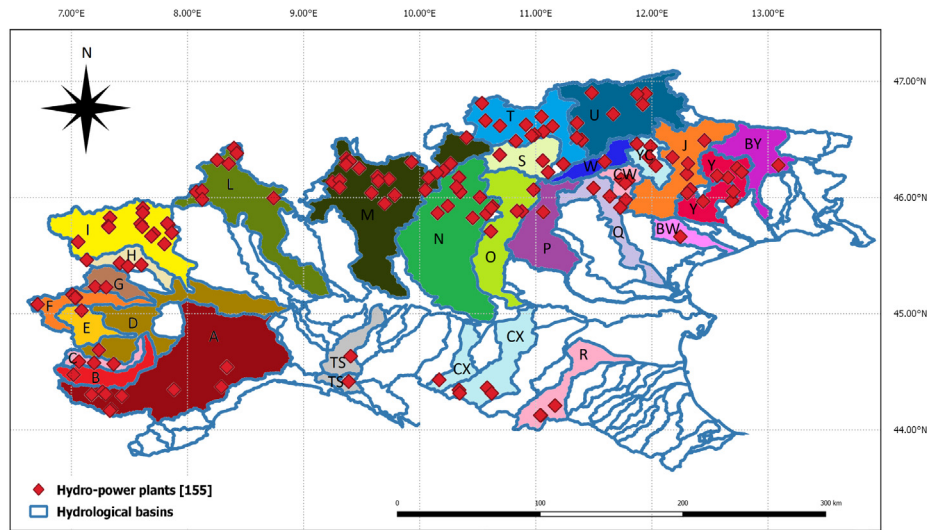 7.00°E 8.00°E 9.00°E 10.00°E 11.00°E 12.00°E 13.00°E
N
47.00°N
T U
J BY
S YC
W Y
L CW
46.00°N
M
I N Y
Q BW
P
H O
G
F
45.00°N
E D
A CX
C TS CX R
B TS
44.00°N
Hydro-power plants [155]
Hydrological basins
0 100 200 300 km